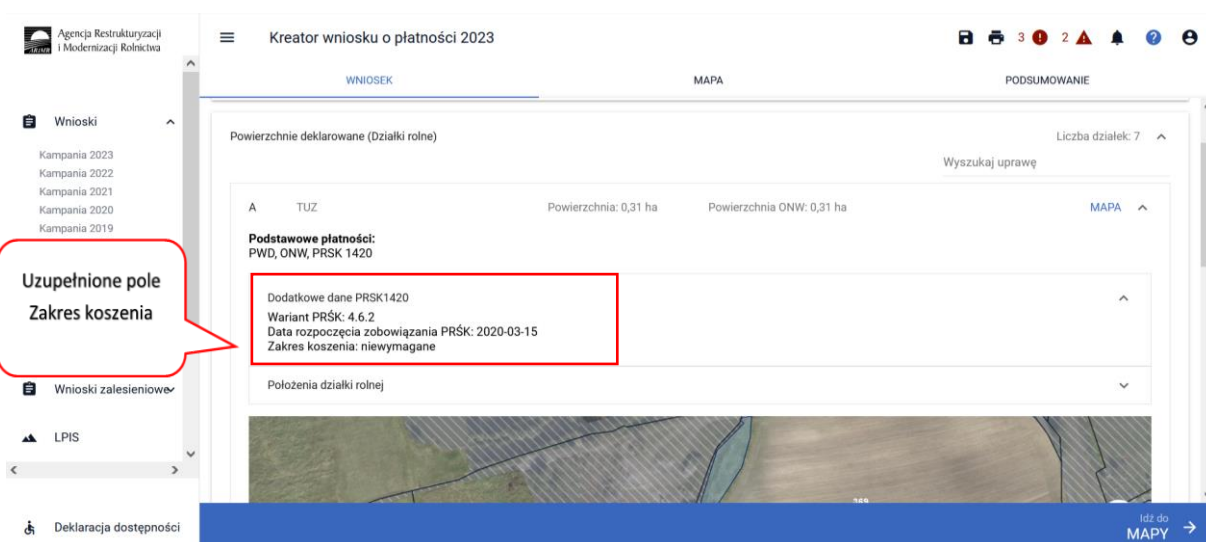 Agencja Restrukturyzacji
i Modernizacji Rolnictwa
ARiMR
Kreator wniosku o płatności 2023
3
2
WNIOSEK
MAPA
PODSUMOWANIE
Wnioski
Kampania 2023
Kampania 2022
Kampania 2021
Kampania 2020
Kampania 2019
Uzupełnione pole
Zakres koszenia
Wnioski zalesieniowe
LPIS
Deklaracja dostępności
Powierzchnie deklarowane (Działki rolne)
Liczba działek: 7
Wyszukaj uprawę
A TUZ Powierzchnia: 0,31 ha Powierzchnia ONW: 0,31 ha MAPA
Podstawowe płatności:
PWD, ONW, PRSK 1420
Dodatkowe dane PRSK1420
Wariant PRŚK: 4.6.2
Data rozpoczęcia zobowiązania PRŚK: 2020-03-15
Zakres koszenia: niewymagane
Położenia działki rolnej
Idź do
MAPY